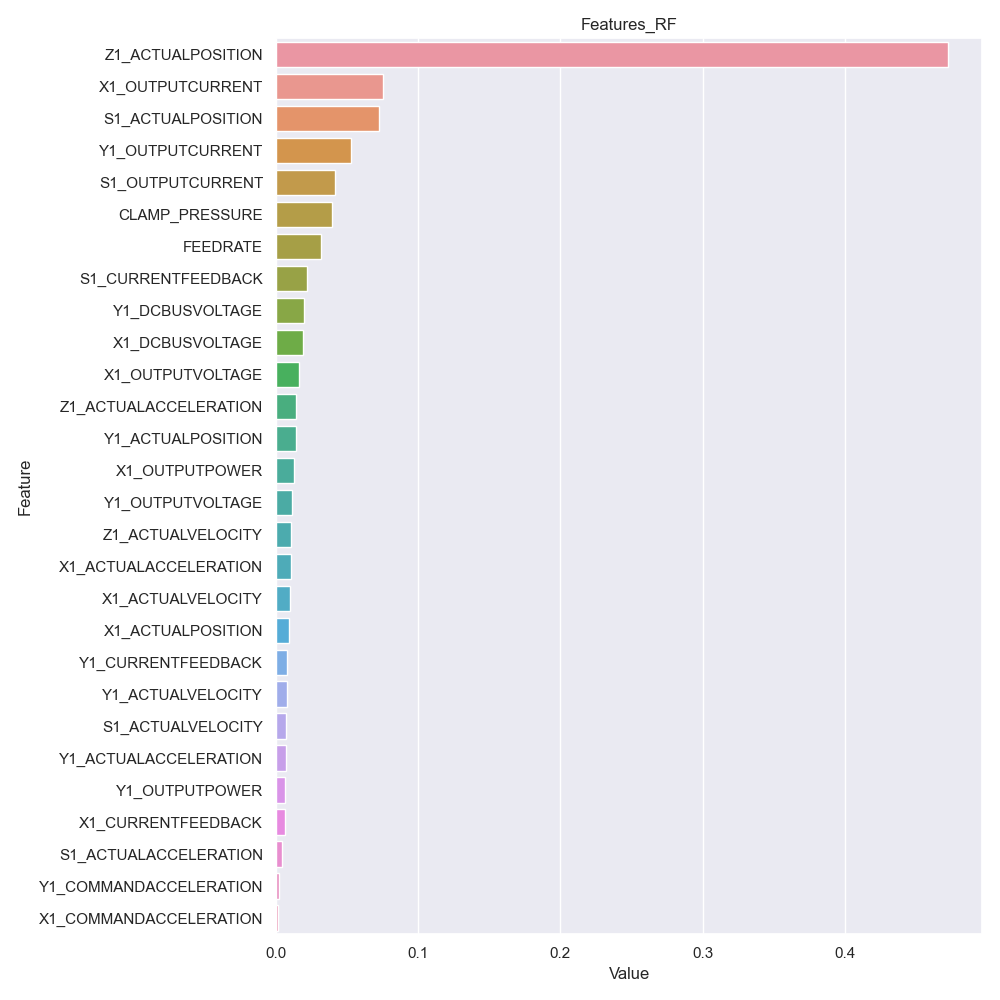 Features_RF
Feature
Z1_ACTUALPOSITION
X1_OUTPUTCURRENT
S1_ACTUALPOSITION
Y1_OUTPUTCURRENT
S1_OUTPUTCURRENT
CLAMP_PRESSURE
FEEDRATE
S1_CURRENTFEEDBACK
Y1_DCBUSVOLTAGE
X1_DCBUSVOLTAGE
X1_OUTPUTVOLTAGE
Z1_ACTUALACCELERATION
Y1_ACTUALPOSITION
X1_OUTPUTPOWER
Y1_OUTPUTVOLTAGE
Z1_ACTUALVELOCITY
X1_ACTUALACCELERATION
X1_ACTUALVELOCITY
X1_ACTUALPOSITION
Y1_CURRENTFEEDBACK
Y1_ACTUALVELOCITY
S1_ACTUALVELOCITY
Y1_ACTUALACCELERATION
Y1_OUTPUTPOWER
X1_CURRENTFEEDBACK
S1_ACTUALACCELERATION
Y1_COMMANDACCELERATION
X1_COMMANDACCELERATION
0.0 0.1 0.2 0.3 0.4
Value